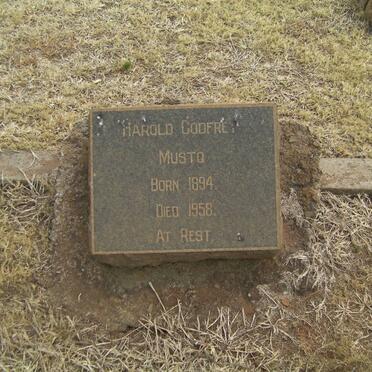 HAROLD GODFREY
MUSTO
BORN 1894.
DIED 1958.
AT REST